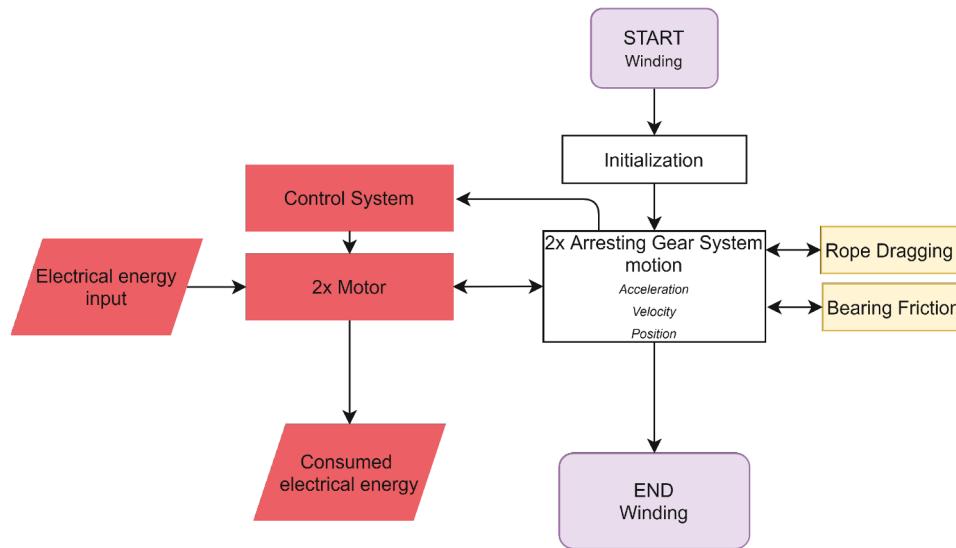 START
Winding
Initialization
Control System
2x Arresting Gear System
motion
Acceleration
Velocity
Position
Rope Dragging
Bearing Friction
Electrical energy
input
2x Motor
Consumed
electrical energy
END
Winding